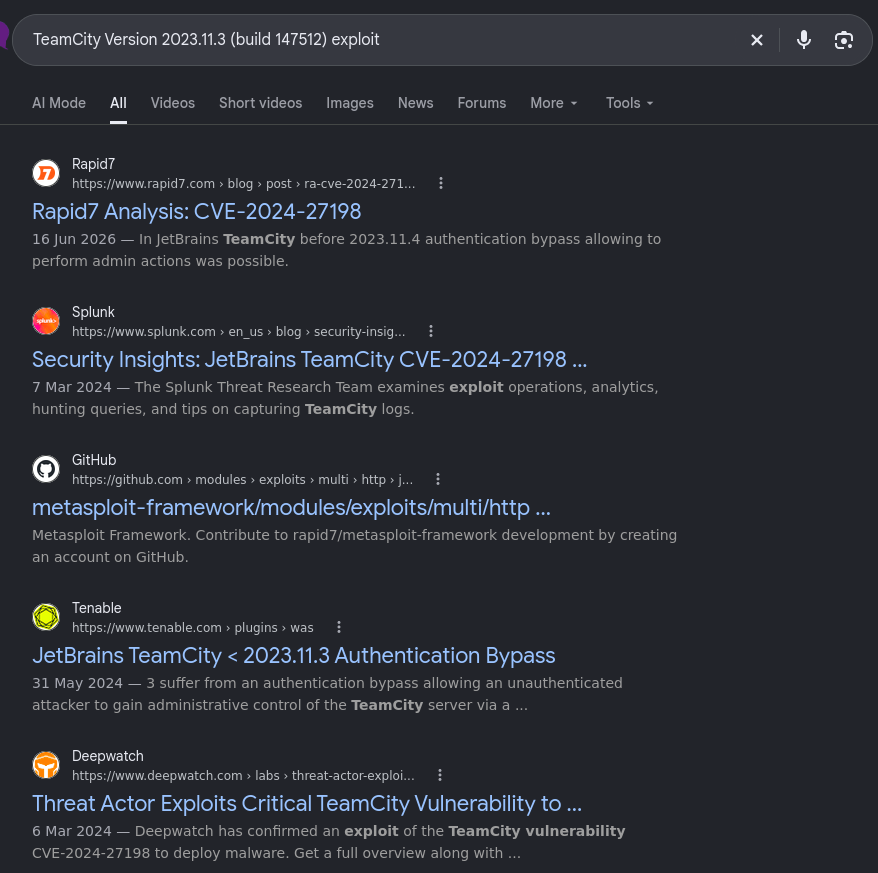 TeamCity Version 2023.11.3 (build 147512) exploit
AI Mode All Videos Short videos Images News Forums More Tools
Rapid7
https://www.rapid7.com › blog › post › ra-cve-2024-271...
Rapid7 Analysis: CVE-2024-27198
16 Jun 2026 — In JetBrains TeamCity before 2023.11.4 authentication bypass allowing to
perform admin actions was possible.
Splunk
https://www.splunk.com › en_us › blog › security-insig...
Security Insights: JetBrains TeamCity CVE-2024-27198 ...
7 Mar 2024 — The Splunk Threat Research Team examines exploit operations, analytics,
hunting queries, and tips on capturing TeamCity logs.
GitHub
https://github.com › modules › exploits › multi › http › j...
metasploit-framework/modules/exploits/multi/http ...
Metasploit Framework. Contribute to rapid7/metasploit-framework development by creating
an account on GitHub.
Tenable
https://www.tenable.com › plugins › was
JetBrains TeamCity < 2023.11.3 Authentication Bypass
31 May 2024 — 3 suffer from an authentication bypass allowing an unauthenticated
attacker to gain administrative control of the TeamCity server via a ...
Deepwatch
https://www.deepwatch.com › labs › threat-actor-exploi...
Threat Actor Exploits Critical TeamCity Vulnerability to ...
6 Mar 2024 — Deepwatch has confirmed an exploit of the TeamCity vulnerability
CVE-2024-27198 to deploy malware. Get a full overview along with ...